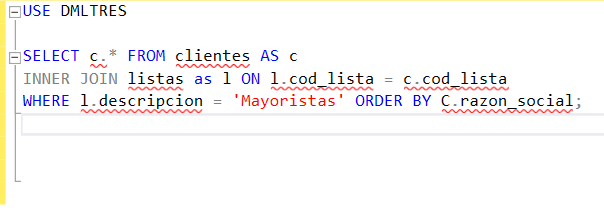 USE DMLTRES
SELECT c.* FROM clientes AS c
INNER JOIN listas as l ON l.cod_lista = c.cod_lista
WHERE l.descripcion = 'Mayoristas' ORDER BY C.razon_social;